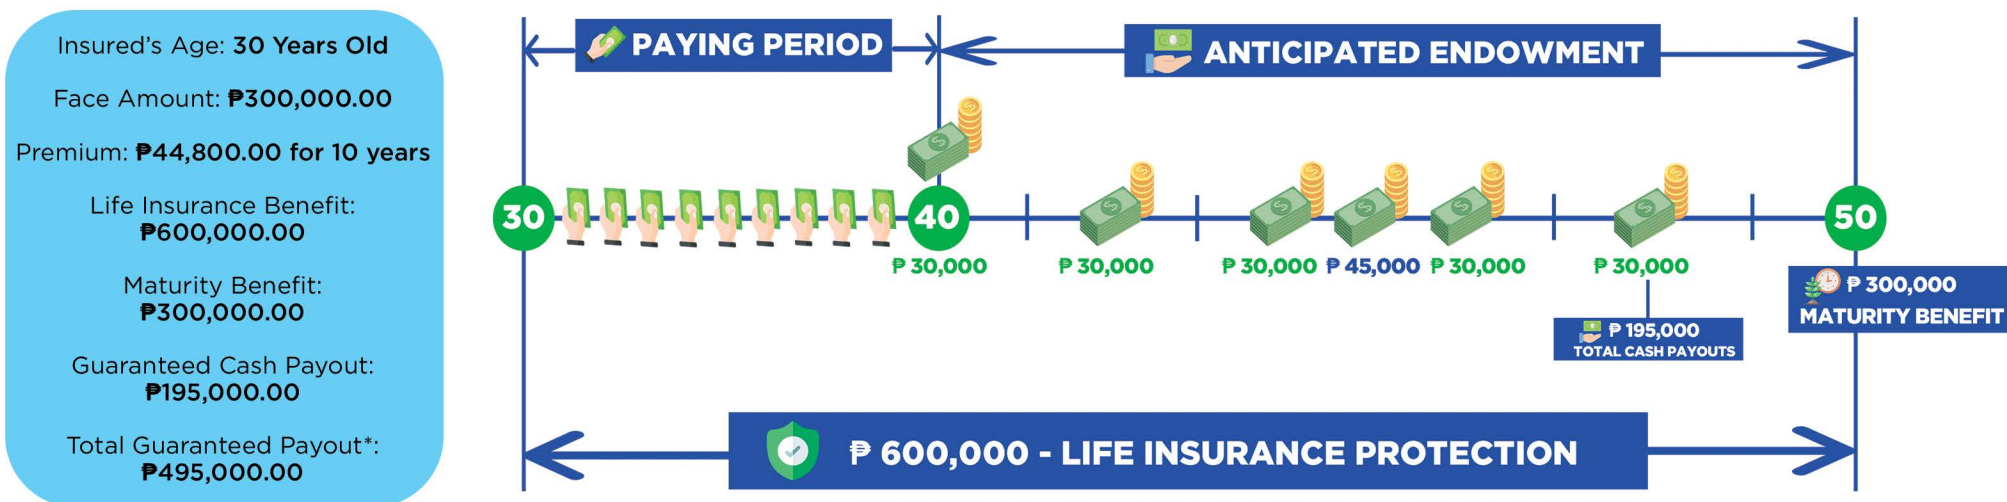 Insured's Age: 30 Years Old
Face Amount: ₱300,000.00
Premium: ₱44,800.00 for 10 years
Life Insurance Benefit:
₱600,000.00
Maturity Benefit:
₱300,000.00
Guaranteed Cash Payout:
₱195,000.00
Total Guaranteed Payout*:
₱495,000.00
PAYING PERIOD
ANTICIPATED ENDOWMENT
30
40
50
₱ 30,000
₱ 30,000
₱ 30,000
₱ 45,000
₱ 30,000
₱ 30,000
₱ 195,000
TOTAL CASH PAYOUTS
₱ 300,000
MATURITY BENEFIT
₱ 600,000 - LIFE INSURANCE PROTECTION